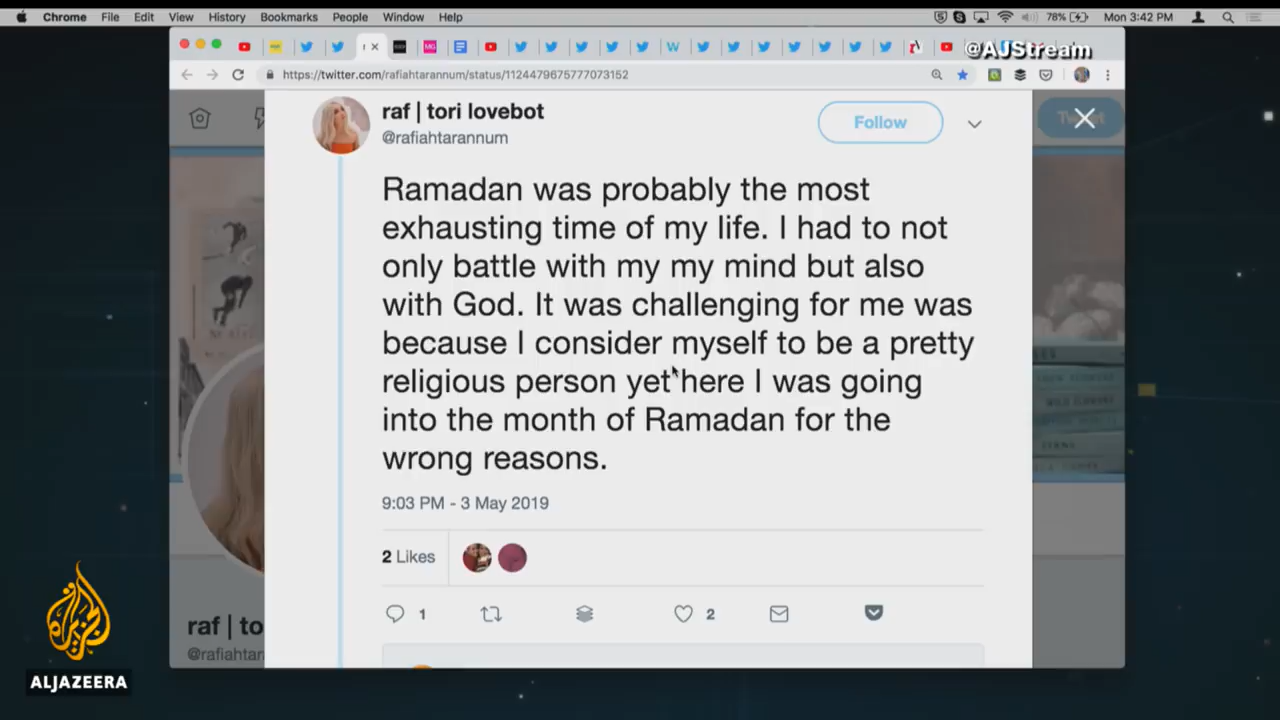 Chrome File Edit View History Bookmarks People Window Help 78% Mon 3:42 PM
@AJStream
https://twitter.com/rafiahtarannum/status/1124479675777073152
raf | tori lovebot
@rafiahtarannum
Follow
Tweet
Ramadan was probably the most
exhausting time of my life. I had to not
only battle with my my mind but also
with God. It was challenging for me was
because I consider myself to be a pretty
religious person yet here I was going
into the month of Ramadan for the
wrong reasons.
9:03 PM - 3 May 2019
2 Likes
1 2
raf | to
@rafiahtar
ALJAZEERA